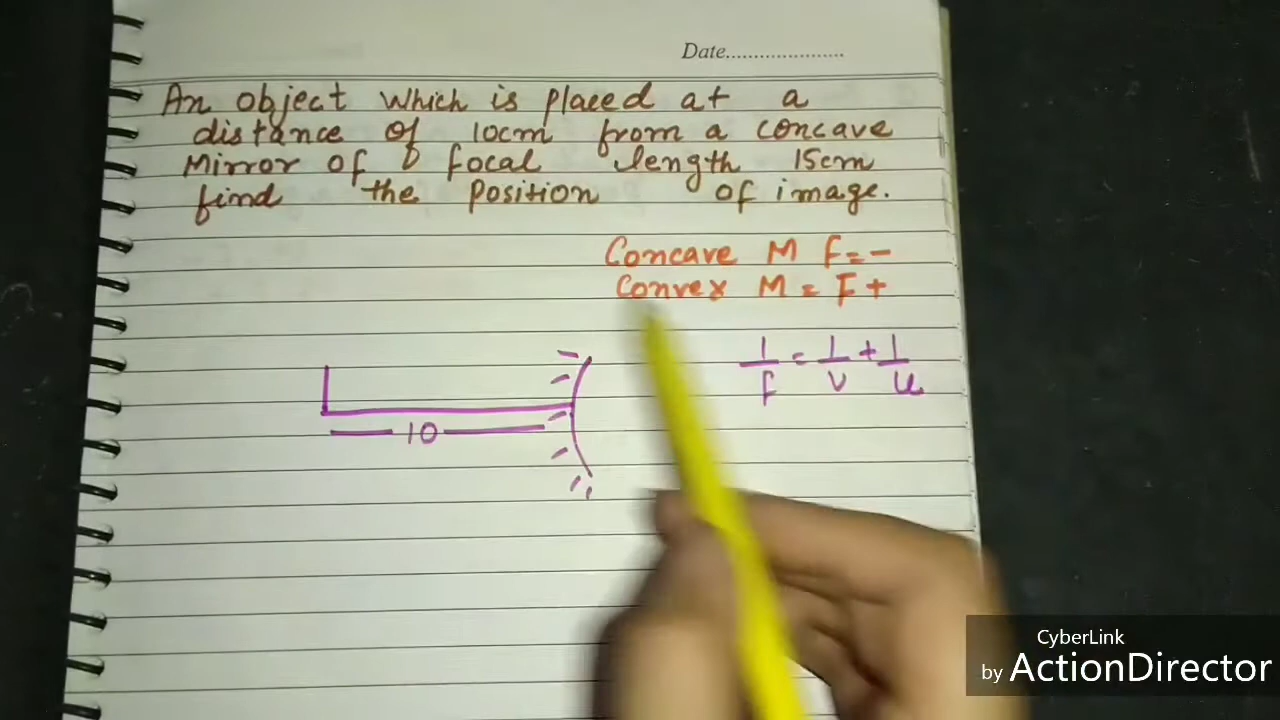 Date.....................
An object which is placed at a
distance of 10cm from a concave
Mirror of focal length 15cm
find the position of image.
Concave M F = -
Convex M = F +
1/F = 1/v + 1/u
10
CyberLink
by ActionDirector